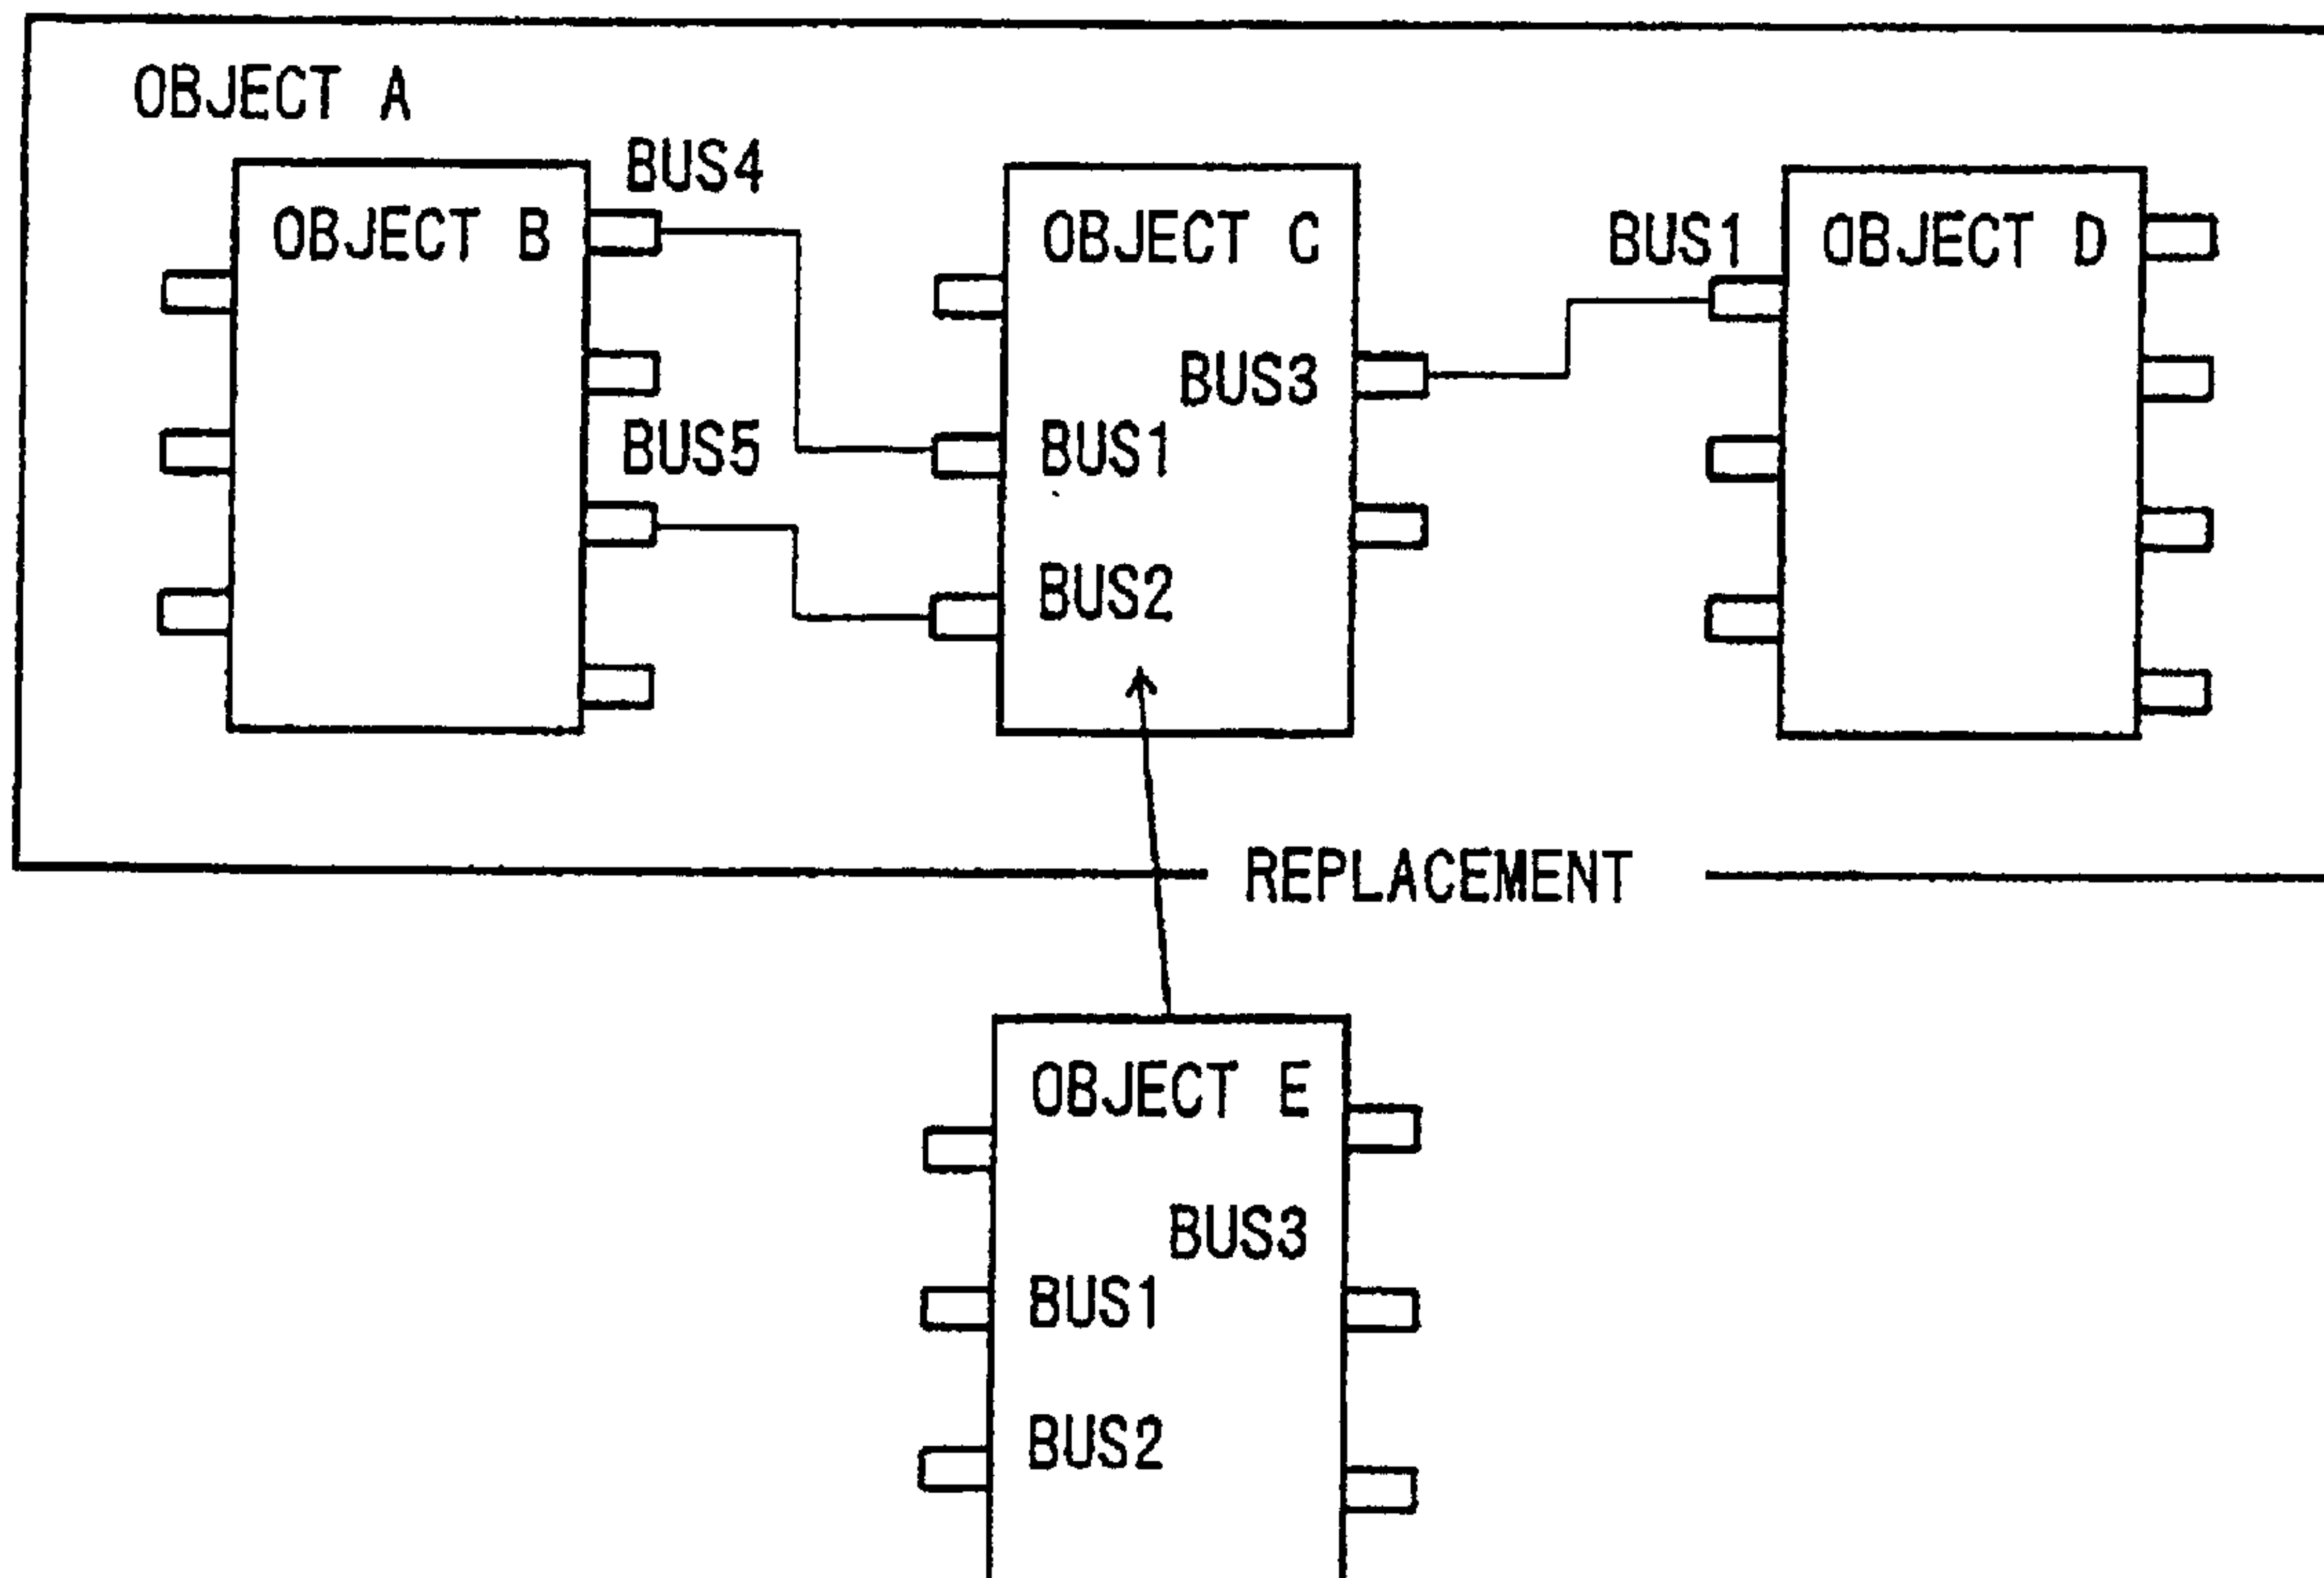 OBJECT A
BUS4
OBJECT B
OBJECT C
BUS1
OBJECT D
BUS3
BUS5
BUS1
BUS2
REPLACEMENT
OBJECT E
BUS3
BUS1
BUS2